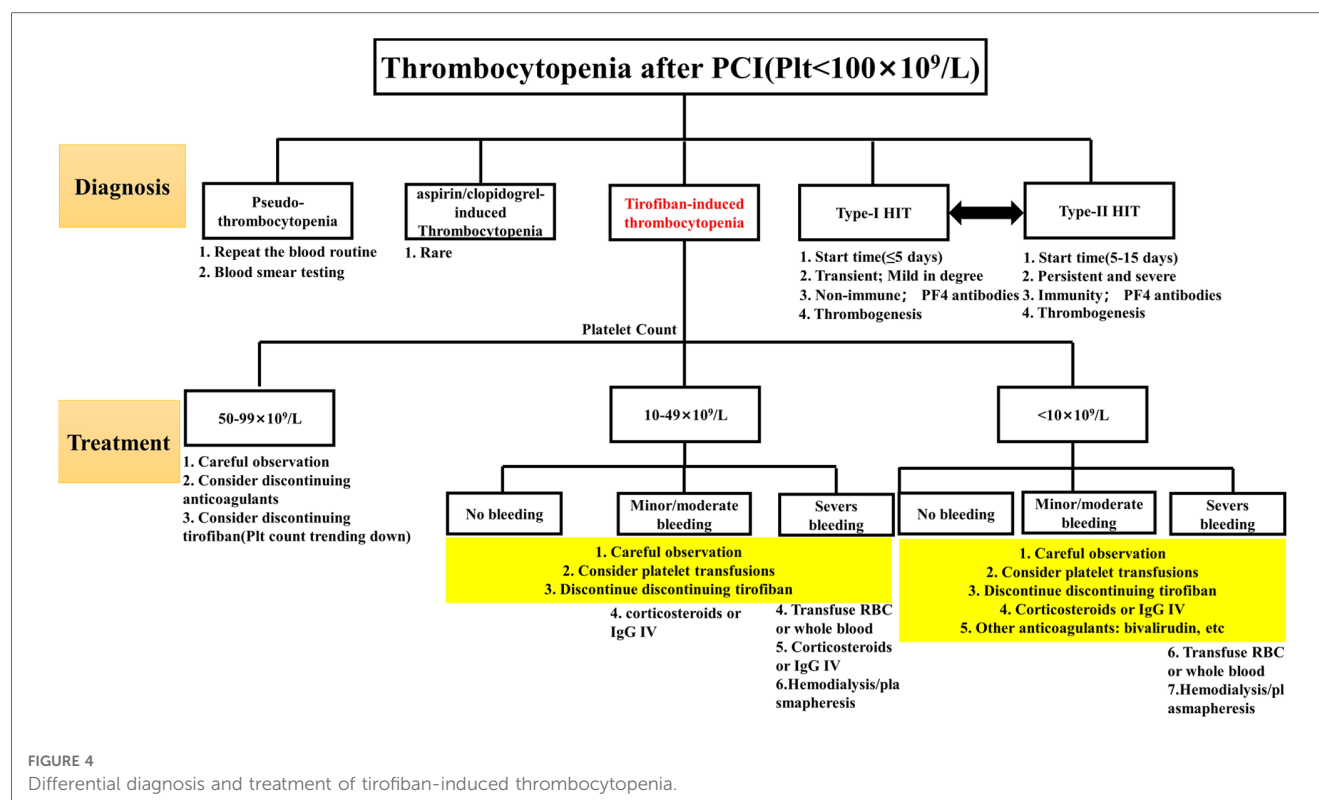 Thrombocytopenia after PCI(Plt<100×10⁹/L)
Diagnosis
Pseudo-
thrombocytopenia
1. Repeat the blood routine
2. Blood smear testing
aspirin/clopidogrel-
induced
Thrombocytopenia
1. Rare
Tirofiban-induced
thrombocytopenia
Type-I HIT
1. Start time(≤5 days)
2. Transient; Mild in degree
3. Non-immune； PF4 antibodies
4. Thrombogenesis
Type-II HIT
1. Start time(5-15 days)
2. Persistent and severe
3. Immunity； PF4 antibodies
4. Thrombogenesis
Platelet Count
Treatment
50-99×10⁹/L
1. Careful observation
2. Consider discontinuing
anticoagulants
3. Consider discontinuing
tirofiban(Plt count trending down)
10-49×10⁹/L
No bleeding
Minor/moderate
bleeding
Severs
bleeding
1. Careful observation
2. Consider platelet transfusions
3. Discontinue discontinuing tirofiban
4. corticosteroids or
IgG IV
4. Transfuse RBC
or whole blood
5. Corticosteroids
or IgG IV
6.Hemodialysis/pla
smapheresis
<10×10⁹/L
No bleeding
Minor/moderate
bleeding
Severs
bleeding
1. Careful observation
2. Consider platelet transfusions
3. Discontinue discontinuing tirofiban
4. Corticosteroids or IgG IV
5. Other anticoagulants: bivalirudin, etc
6. Transfuse RBC
or whole blood
7.Hemodialysis/pl
asmapheresis
FIGURE 4
Differential diagnosis and treatment of tirofiban-induced thrombocytopenia.